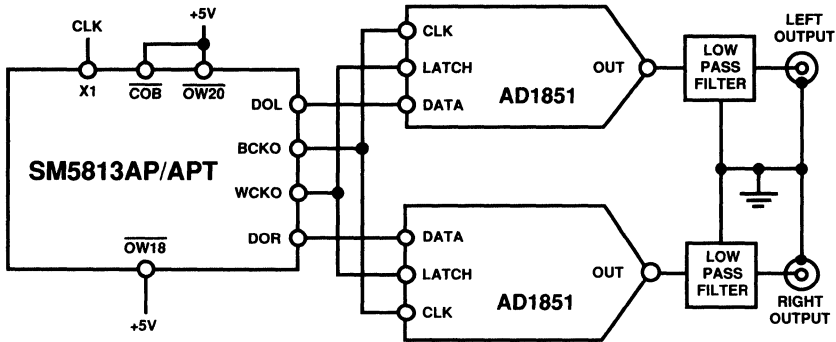 CLK
+5V
X1
COB
OW20
SM5813AP/APT
DOL
BCKO
WCKO
DOR
OW18
+5V
CLK
LATCH
DATA
OUT
AD1851
LOW
PASS
FILTER
LEFT
OUTPUT
DATA
LATCH
CLK
OUT
AD1851
LOW
PASS
FILTER
RIGHT
OUTPUT